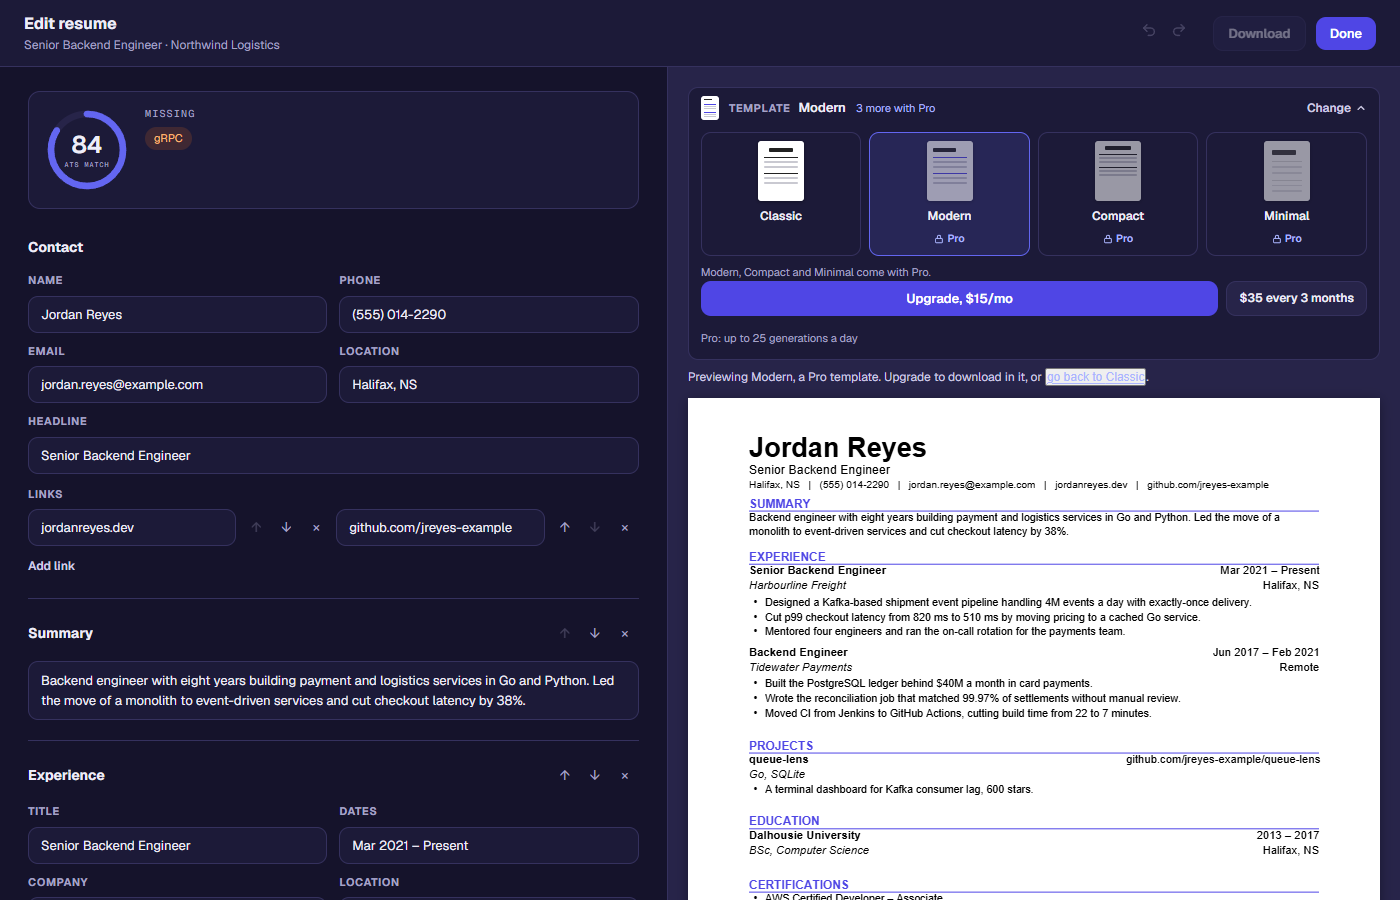 Edit resume
Senior Backend Engineer · Northwind Logistics
Download
Done
84
ATS MATCH
MISSING
gRPC
Contact
NAME
PHONE
Jordan Reyes
(555) 014-2290
EMAIL
LOCATION
jordan.reyes@example.com
Halifax, NS
HEADLINE
Senior Backend Engineer
LINKS
jordanreyes.dev
github.com/jreyes-example
Add link
Summary
Backend engineer with eight years building payment and logistics services in Go and Python. Led
the move of a monolith to event-driven services and cut checkout latency by 38%.
Experience
TITLE
DATES
Senior Backend Engineer
Mar 2021 – Present
COMPANY
LOCATION
TEMPLATE Modern 3 more with Pro
Change
Classic
Modern
Pro
Compact
Pro
Minimal
Pro
Modern, Compact and Minimal come with Pro.
Upgrade, $15/mo
$35 every 3 months
Pro: up to 25 generations a day
Previewing Modern, a Pro template. Upgrade to download in it, or go back to Classic.
Jordan Reyes
Senior Backend Engineer
Halifax, NS | (555) 014-2290 | jordan.reyes@example.com | jordanreyes.dev | github.com/jreyes-example
SUMMARY
Backend engineer with eight years building payment and logistics services in Go and Python. Led the move of a
monolith to event-driven services and cut checkout latency by 38%.
EXPERIENCE
Senior Backend Engineer Mar 2021 – Present
Harbourline Freight Halifax, NS
• Designed a Kafka-based shipment event pipeline handling 4M events a day with exactly-once delivery.
• Cut p99 checkout latency from 820 ms to 510 ms by moving pricing to a cached Go service.
• Mentored four engineers and ran the on-call rotation for the payments team.
Backend Engineer Jun 2017 – Feb 2021
Tidewater Payments Remote
• Built the PostgreSQL ledger behind $40M a month in card payments.
• Wrote the reconciliation job that matched 99.97% of settlements without manual review.
• Moved CI from Jenkins to GitHub Actions, cutting build time from 22 to 7 minutes.
PROJECTS
queue-lens github.com/jreyes-example/queue-lens
Go, SQLite
• A terminal dashboard for Kafka consumer lag, 600 stars.
EDUCATION
Dalhousie University 2013 – 2017
BSc, Computer Science Halifax, NS
CERTIFICATIONS
• AWS Certified Developer – Associate